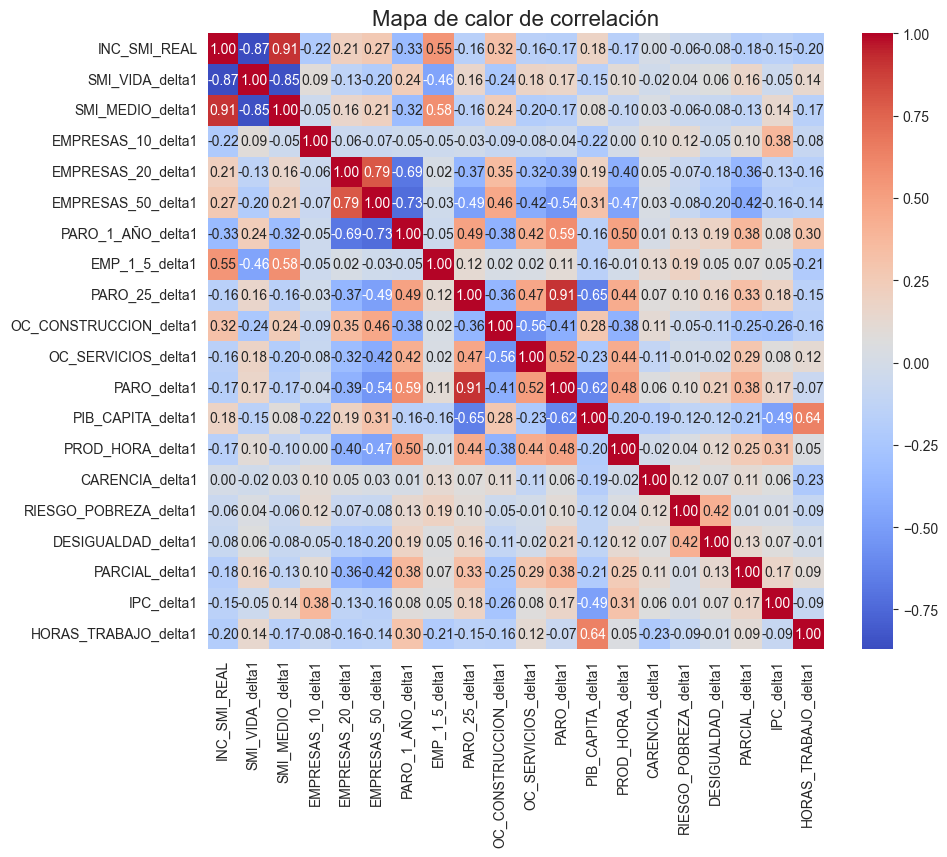 Mapa de calor de correlación
INC_SMI_REAL 1.00 -0.87 0.91 -0.22 0.21 0.27 -0.33 0.55 -0.16 0.32 -0.16 -0.17 0.18 -0.17 0.00 -0.06 -0.08 -0.18 -0.15 -0.20
SMI_VIDA_delta1 -0.87 1.00 -0.85 0.09 -0.13 -0.20 0.24 -0.46 0.16 -0.24 0.18 0.17 -0.15 0.10 -0.02 0.04 0.06 0.16 -0.05 0.14
SMI_MEDIO_delta1 0.91 -0.85 1.00 -0.05 0.16 0.21 -0.32 0.58 -0.16 0.24 -0.20 -0.17 0.08 -0.10 0.03 -0.06 -0.08 -0.13 0.14 -0.17
EMPRESAS_10_delta1 -0.22 0.09 -0.05 1.00 -0.06 -0.07 -0.05 -0.05 -0.03 -0.09 -0.08 -0.04 -0.22 0.00 0.10 0.12 -0.05 0.10 0.38 -0.08
EMPRESAS_20_delta1 0.21 -0.13 0.16 -0.06 1.00 0.79 -0.69 0.02 -0.37 0.35 -0.32 -0.39 0.19 -0.40 0.05 -0.07 -0.18 -0.36 -0.13 -0.16
EMPRESAS_50_delta1 0.27 -0.20 0.21 -0.07 0.79 1.00 -0.73 -0.03 -0.49 0.46 -0.42 -0.54 0.31 -0.47 0.03 -0.08 -0.20 -0.42 -0.16 -0.14
PARO_1_AÑO_delta1 -0.33 0.24 -0.32 -0.05 -0.69 -0.73 1.00 -0.05 0.49 -0.38 0.42 0.59 -0.16 0.50 0.01 0.13 0.19 0.38 0.08 0.30
EMP_1_5_delta1 0.55 -0.46 0.58 -0.05 0.02 -0.03 -0.05 1.00 0.12 0.02 0.02 0.11 -0.16 -0.01 0.13 0.19 0.05 0.07 0.05 -0.21
PARO_25_delta1 -0.16 0.16 -0.16 -0.03 -0.37 -0.49 0.49 0.12 1.00 -0.36 0.47 0.91 -0.65 0.44 0.07 0.10 0.16 0.33 0.18 -0.15
OC_CONSTRUCCION_delta1 0.32 -0.24 0.24 -0.09 0.35 0.46 -0.38 0.02 -0.36 1.00 -0.56 -0.41 0.28 -0.38 0.11 -0.05 -0.11 -0.25 -0.26 -0.16
OC_SERVICIOS_delta1 -0.16 0.18 -0.20 -0.08 -0.32 -0.42 0.42 0.02 0.47 -0.56 1.00 0.52 -0.23 0.44 -0.11 -0.01 -0.02 0.29 0.08 0.12
PARO_delta1 -0.17 0.17 -0.17 -0.04 -0.39 -0.54 0.59 0.11 0.91 -0.41 0.52 1.00 -0.62 0.48 0.06 0.10 0.21 0.38 0.17 -0.07
PIB_CAPITA_delta1 0.18 -0.15 0.08 -0.22 0.19 0.31 -0.16 -0.16 -0.65 0.28 -0.23 -0.62 1.00 -0.20 -0.19 -0.12 -0.12 -0.21 -0.49 0.64
PROD_HORA_delta1 -0.17 0.10 -0.10 0.00 -0.40 -0.47 0.50 -0.01 0.44 -0.38 0.44 0.48 -0.20 1.00 -0.02 0.04 0.12 0.25 0.31 0.05
CARENCIA_delta1 0.00 -0.02 0.03 0.10 0.05 0.03 0.01 0.13 0.07 0.11 -0.11 0.06 -0.19 -0.02 1.00 0.12 0.07 0.11 0.06 -0.23
RIESGO_POBREZA_delta1 -0.06 0.04 -0.06 0.12 -0.07 -0.08 0.13 0.19 0.10 -0.05 -0.01 0.10 -0.12 0.04 0.12 1.00 0.42 0.01 0.01 -0.09
DESIGUALDAD_delta1 -0.08 0.06 -0.08 -0.05 -0.18 -0.20 0.19 0.05 0.16 -0.11 -0.02 0.21 -0.12 0.12 0.07 0.42 1.00 0.13 0.07 -0.01
PARCIAL_delta1 -0.18 0.16 -0.13 0.10 -0.36 -0.42 0.38 0.07 0.33 -0.25 0.29 0.38 -0.21 0.25 0.11 0.01 0.13 1.00 0.17 0.09
IPC_delta1 -0.15 -0.05 0.14 0.38 -0.13 -0.16 0.08 0.05 0.18 -0.26 0.08 0.17 -0.49 0.31 0.06 0.01 0.07 0.17 1.00 -0.09
HORAS_TRABAJO_delta1 -0.20 0.14 -0.17 -0.08 -0.16 -0.14 0.30 -0.21 -0.15 -0.16 0.12 -0.07 0.64 0.05 -0.23 -0.09 -0.01 0.09 -0.09 1.00
INC_SMI_REAL
SMI_VIDA_delta1
SMI_MEDIO_delta1
EMPRESAS_10_delta1
EMPRESAS_20_delta1
EMPRESAS_50_delta1
PARO_1_AÑO_delta1
EMP_1_5_delta1
PARO_25_delta1
OC_CONSTRUCCION_delta1
OC_SERVICIOS_delta1
PARO_delta1
PIB_CAPITA_delta1
PROD_HORA_delta1
CARENCIA_delta1
RIESGO_POBREZA_delta1
DESIGUALDAD_delta1
PARCIAL_delta1
IPC_delta1
HORAS_TRABAJO_delta1
1.00
0.75
0.50
0.25
0.00
-0.25
-0.50
-0.75